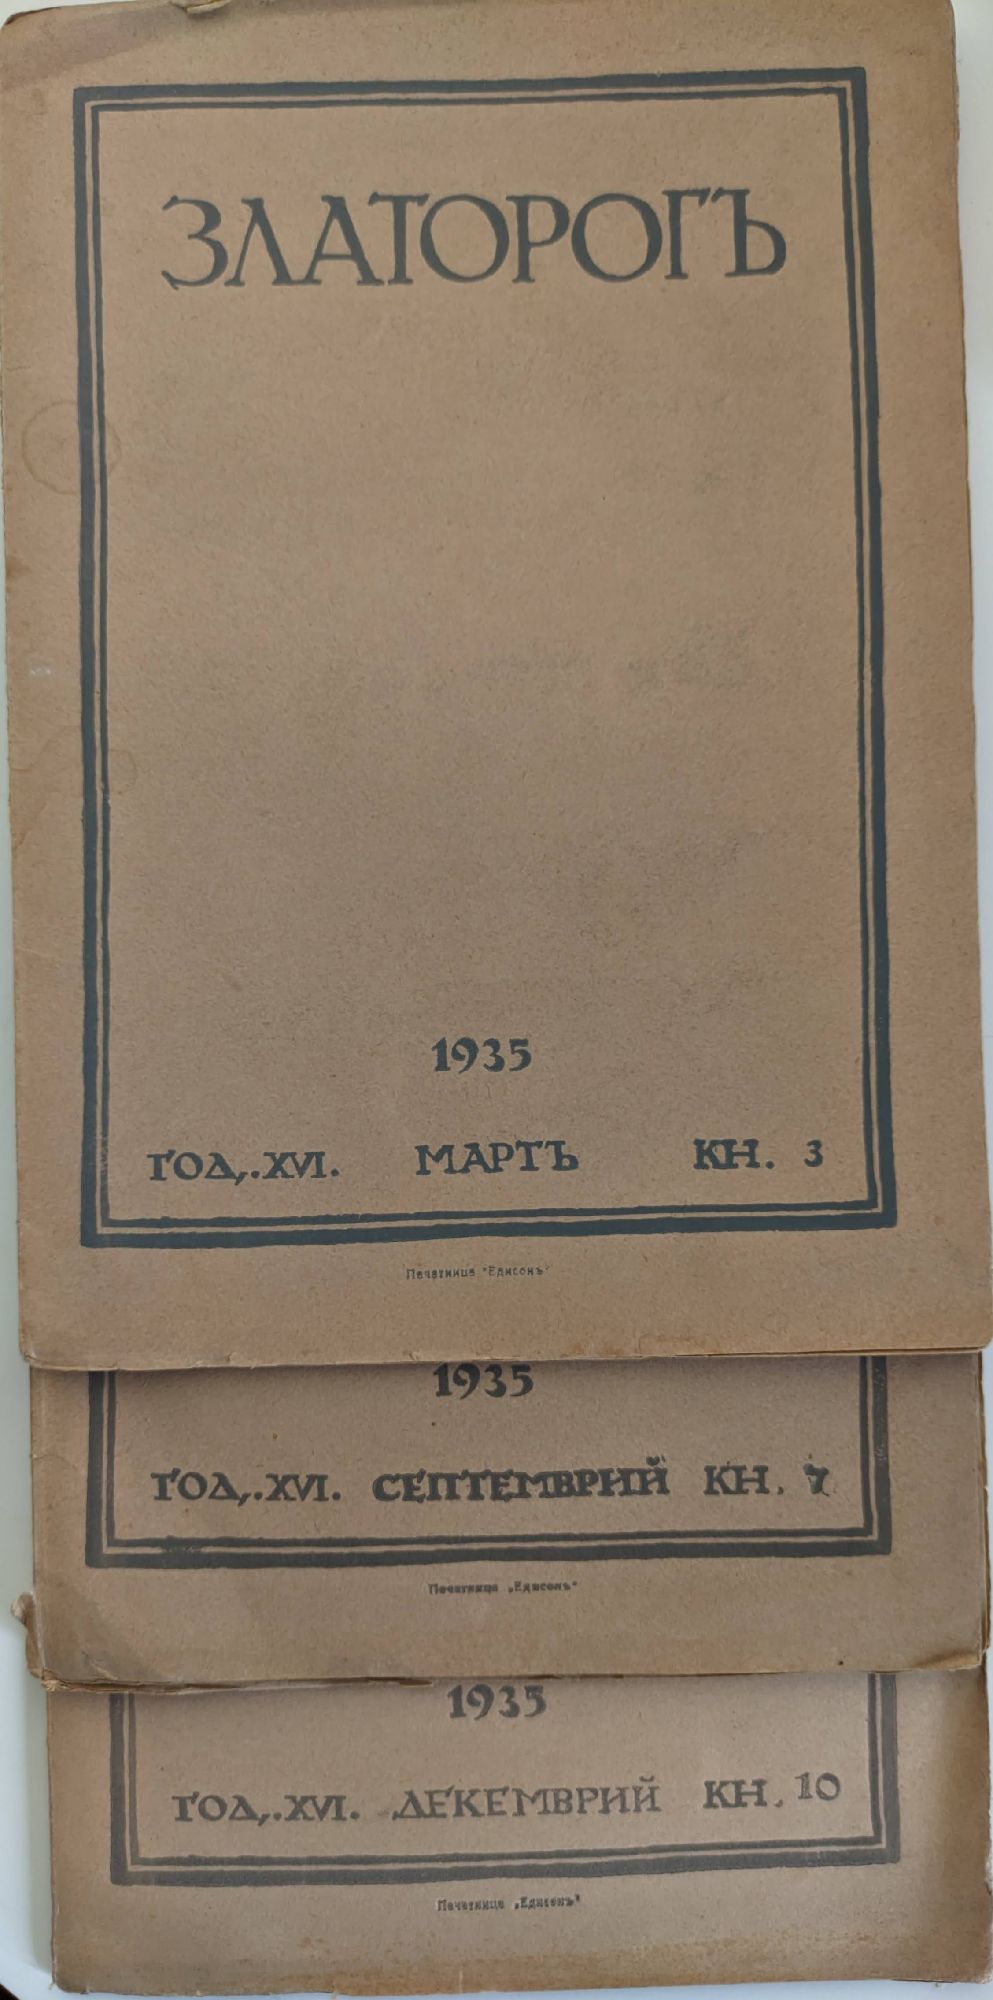 ЗЛАТОРОГЪ
1935
ГОД. XVI. МАРТЪ КН. 3
Печатница "Едисонъ"
1935
ГОД. XVI. СЕПТЕМВРИЙ КН. 7
Печатница „Едисонъ"
1935
ГОД. XVI. ДЕКЕМВРИЙ КН. 10
Печатница „Едисонъ"